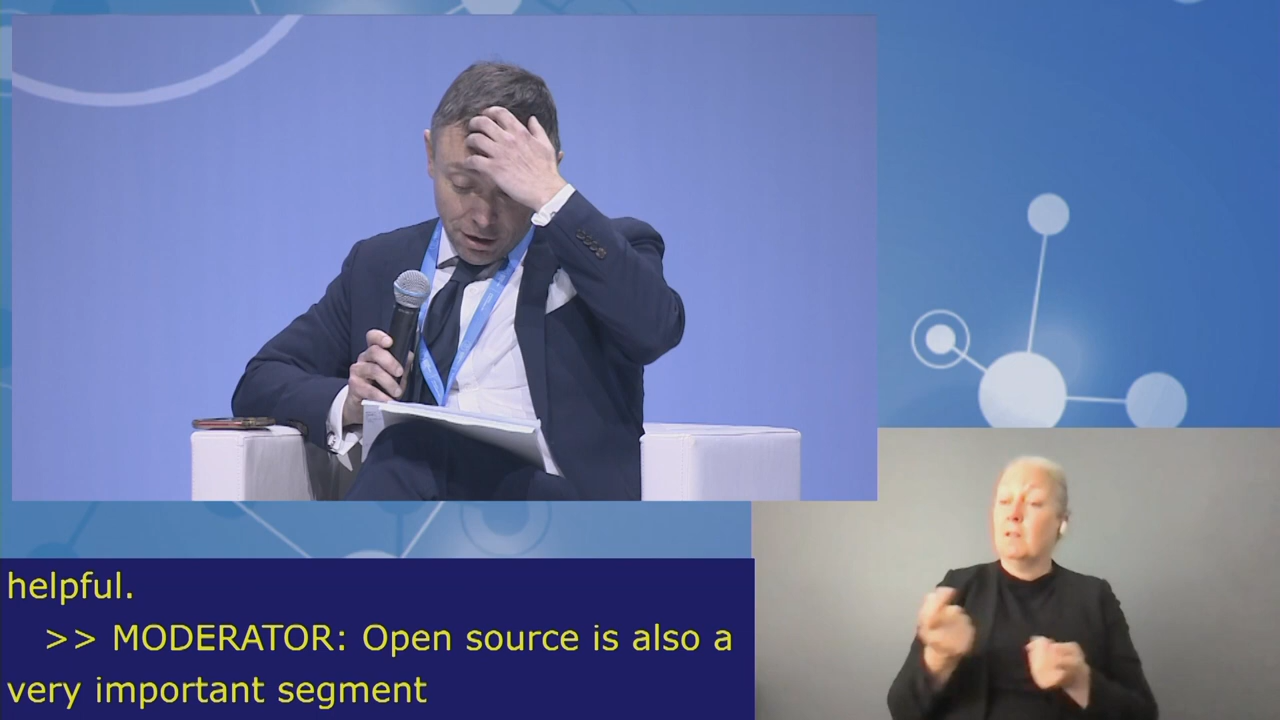 helpful.
>> MODERATOR: Open source is also a
very important segment